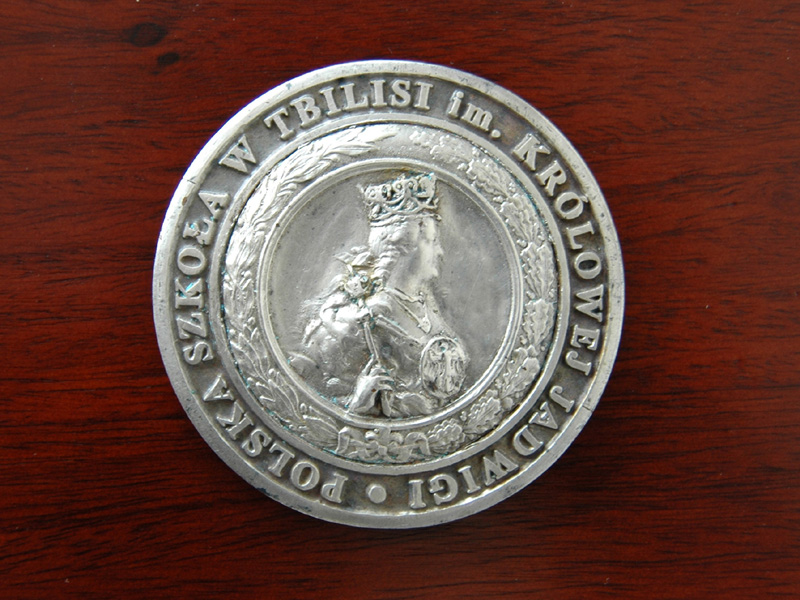 POLSKA SZKOŁA W TBILISI im. KRÓLOWEJ JADWIGI •